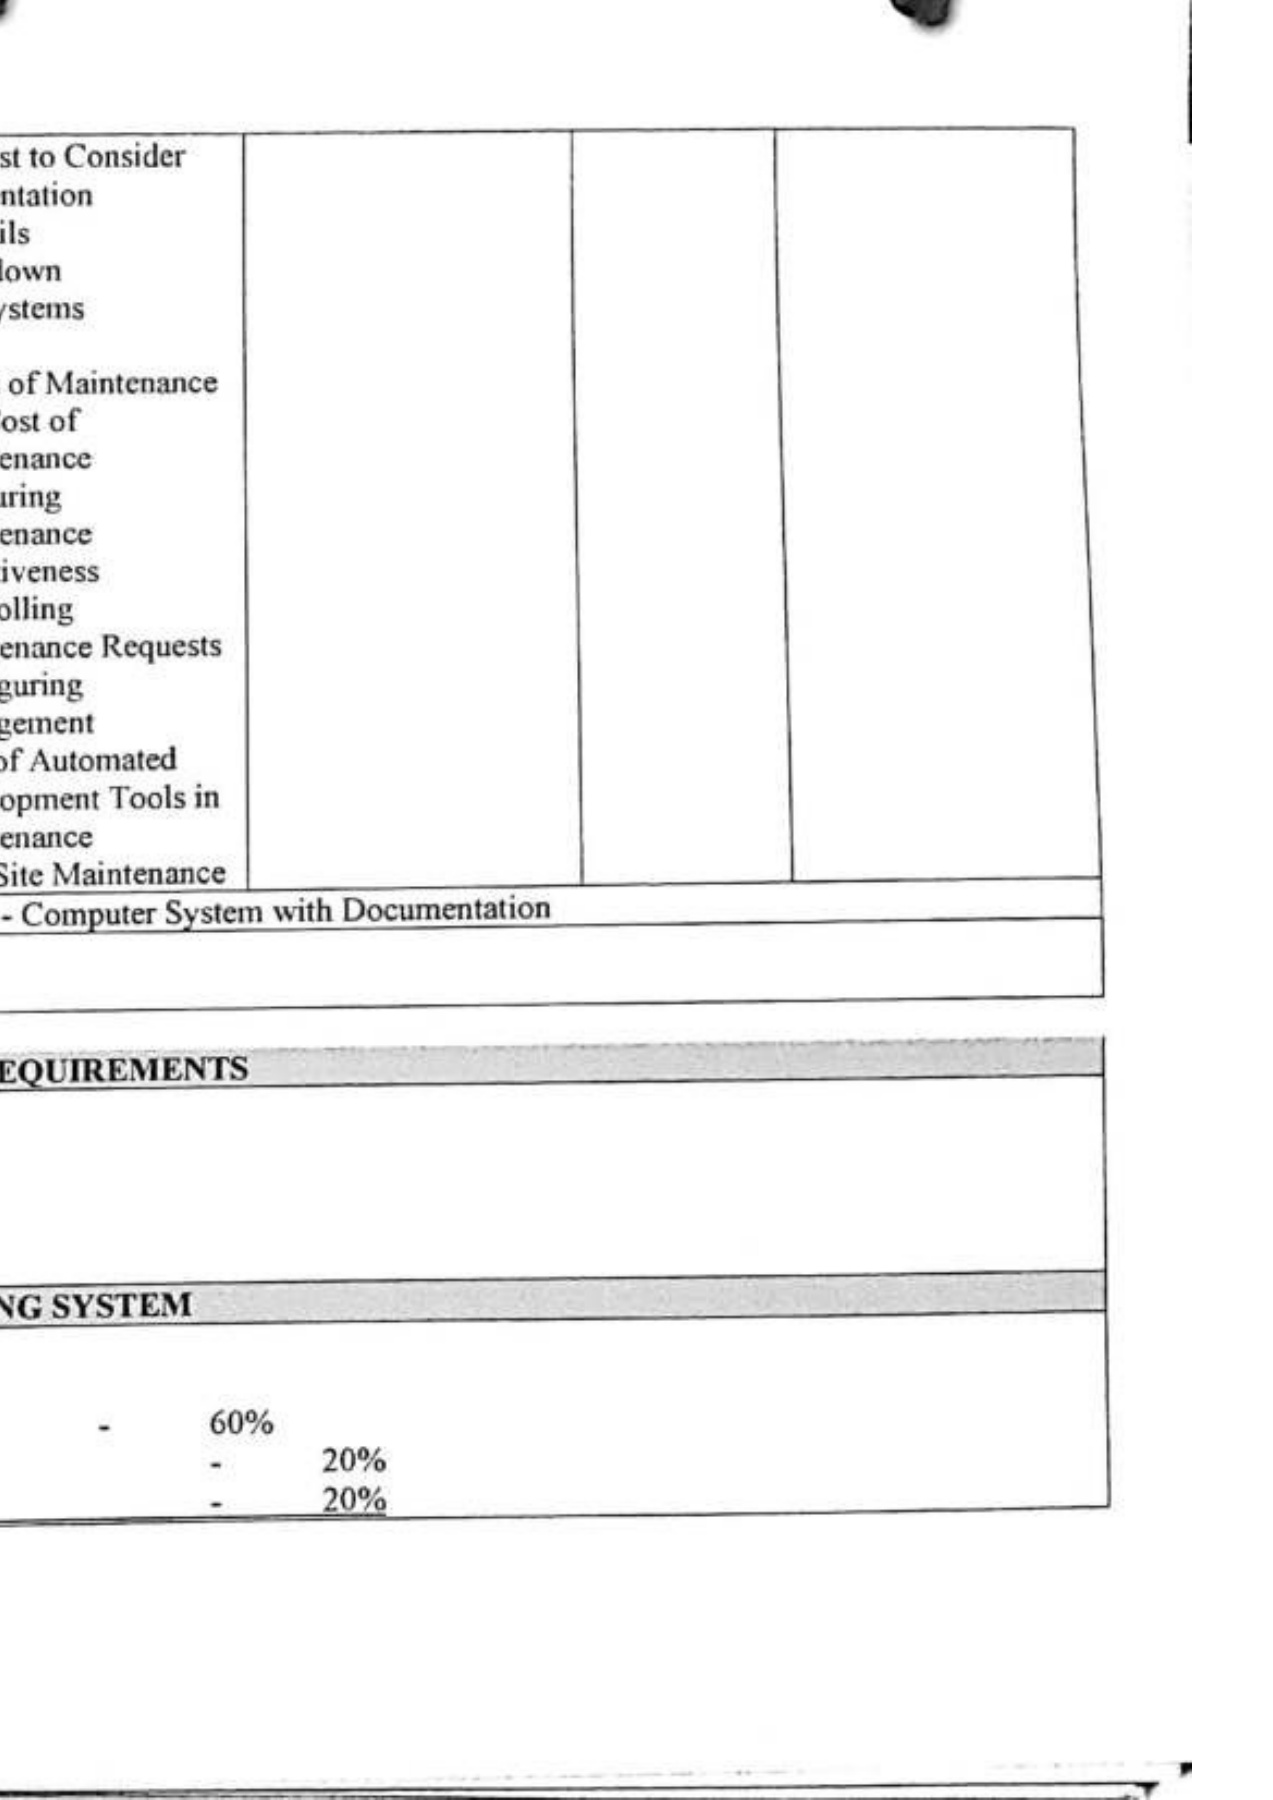 st to Consider
ntation
ils
lown
ystems
of Maintenance
ost of
enance
uring
enance
iveness
olling
enance Requests
guring
gement
of Automated
opment Tools in
enance
Site Maintenance
- Computer System with Documentation
EQUIREMENTS
NG SYSTEM
- 60%
- 20%
- 20%